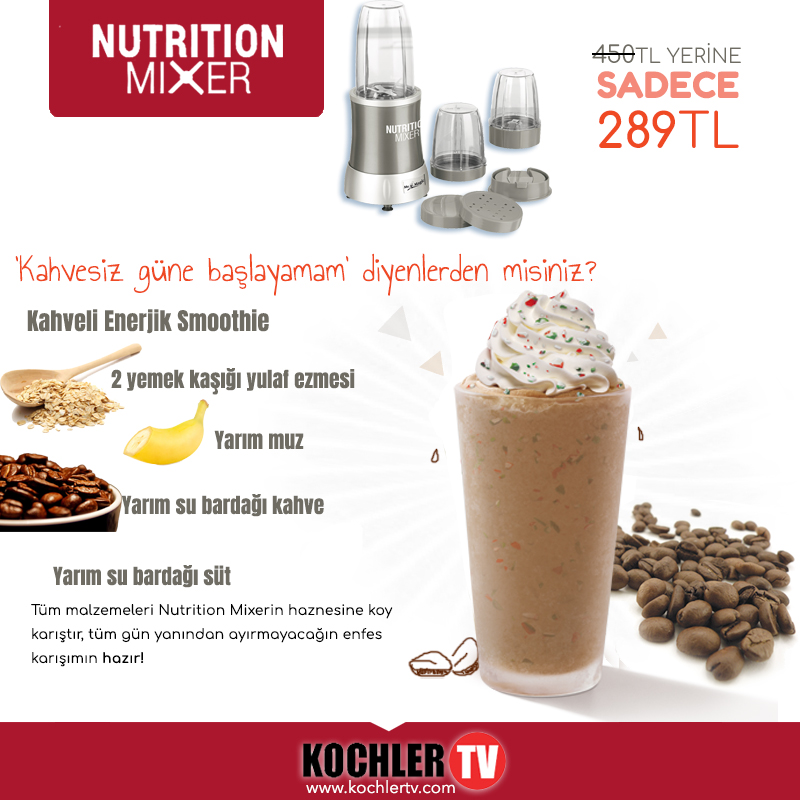 NUTRITION
MIXER
NUTRITION
MIXER
450TL YERİNE
SADECE
289TL
'Kahvesiz güne başlayamam' diyenlerden misiniz?
Kahveli Enerjik Smoothie
2 yemek kaşığı yulaf ezmesi
Yarım muz
Yarım su bardağı kahve
Yarım su bardağı süt
Tüm malzemeleri Nutrition Mixerin haznesine koy
karıştır, tüm gün yanından ayırmayacağın enfes
karışımın hazır!
KOCHLER TV
www.kochlertv.com